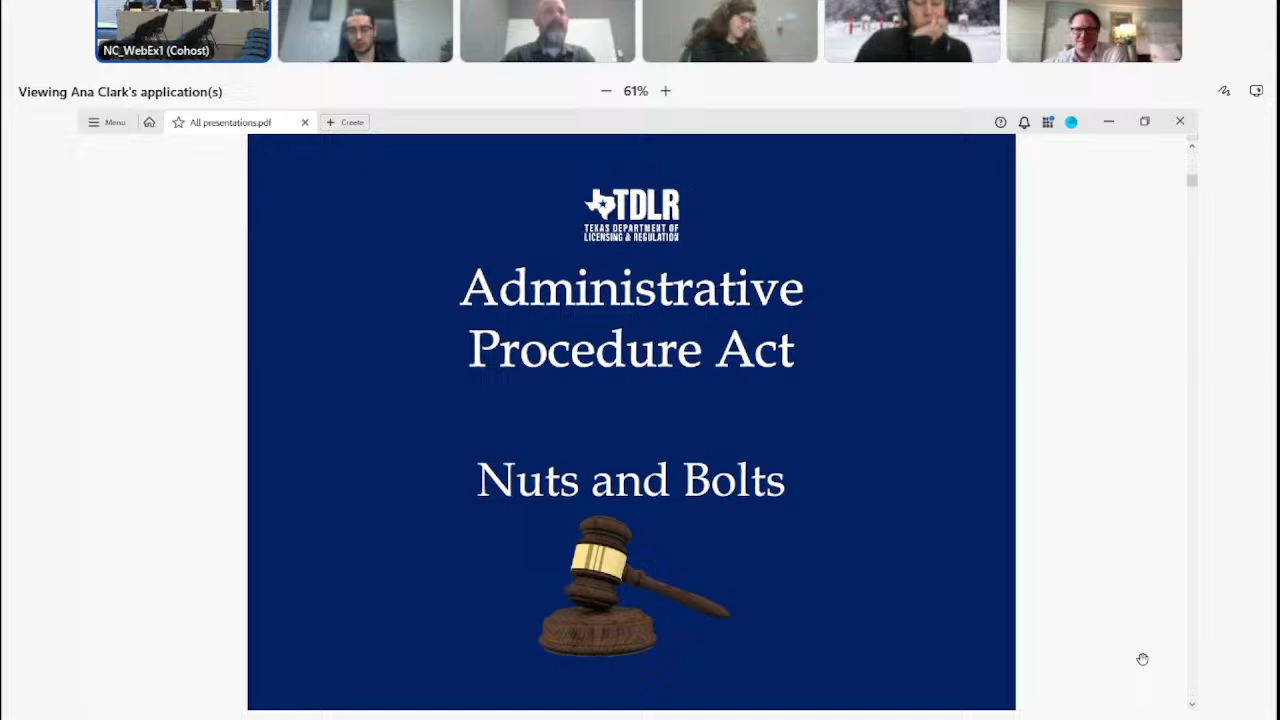 NC_WebEx1 (Cohost)
Viewing Ana Clark's application(s)
61%
Menu
All presentations.pdf
Create
TDLR
TEXAS DEPARTMENT OF
LICENSING & REGULATION
Administrative
Procedure Act
Nuts and Bolts